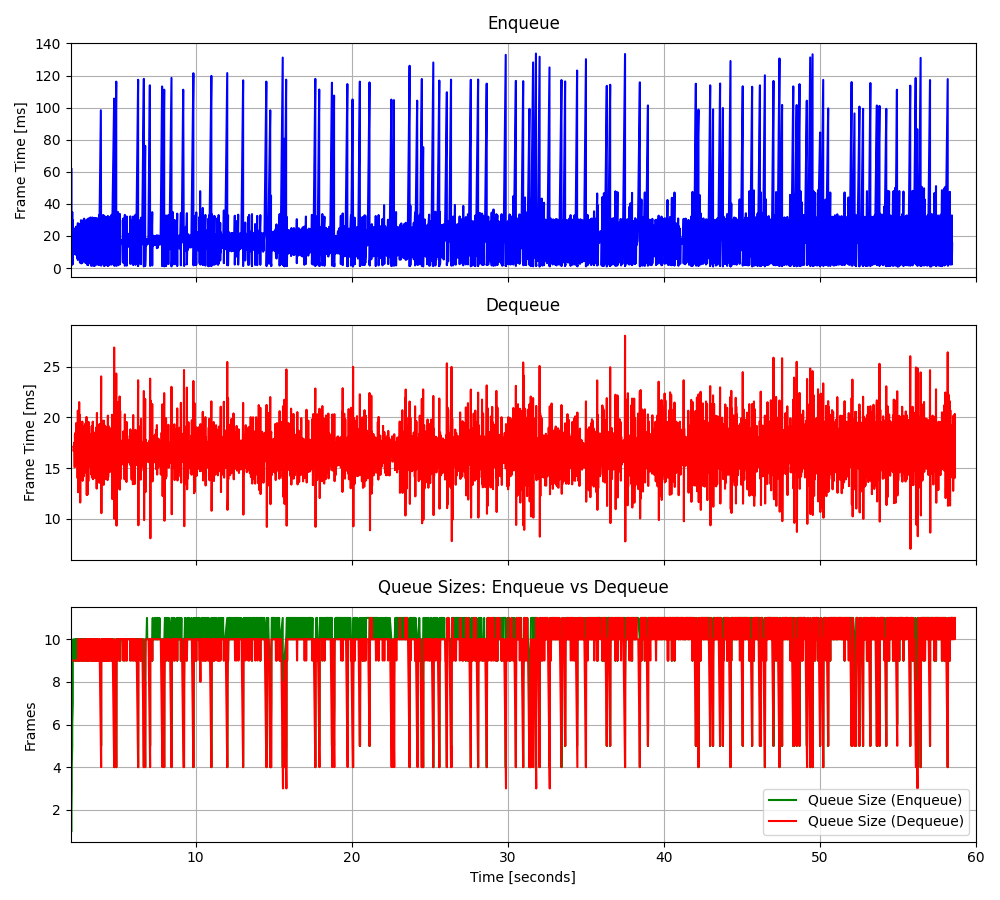 Enqueue
Frame Time [ms]
140
120
100
80
60
40
20
0
Dequeue
Frame Time [ms]
25
20
15
10
Queue Sizes: Enqueue vs Dequeue
Frames
10
8
6
4
2
Queue Size (Enqueue)
Queue Size (Dequeue)
10 20 30 40 50 60
Time [seconds]